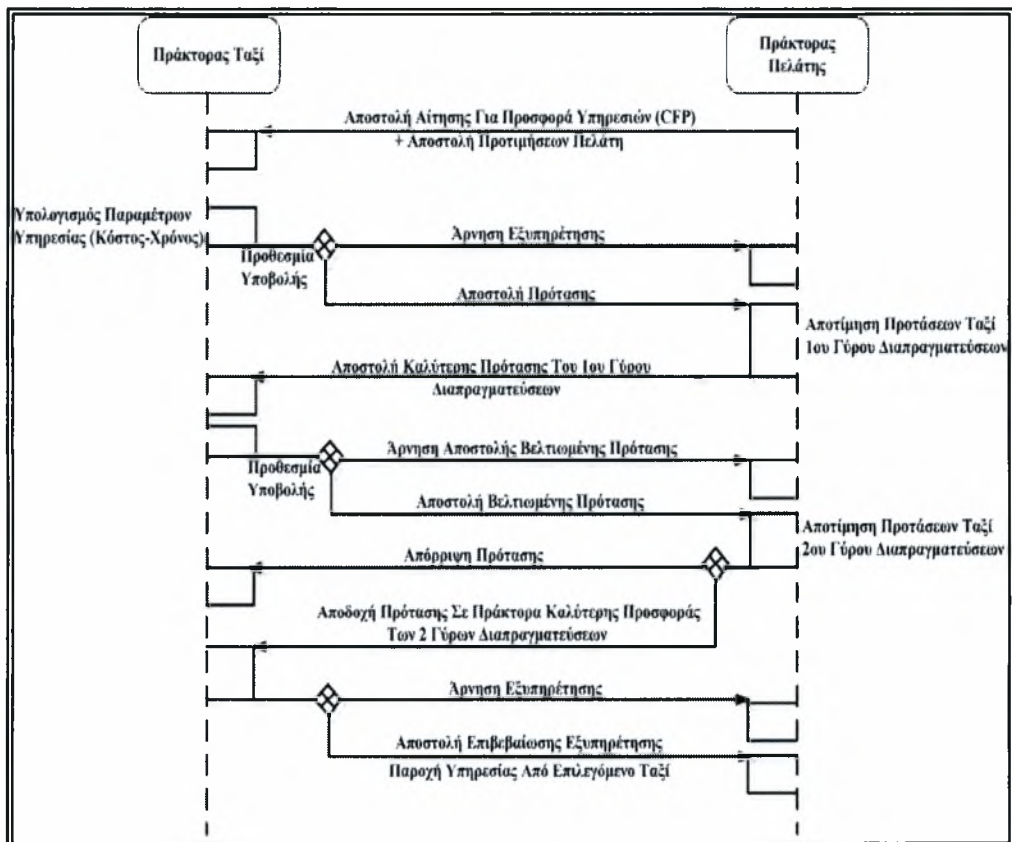 Πράκτορας Ταξί
Πράκτορας
Πελάτης
Αποστολή Αίτησης Για Προσφορά Υπηρεσιών (CFP)
+ Αποστολή Προτιμήσεων Πελάτη
Υπολογισμός Παραμέτρων
Υπηρεσίας (Κόστος-Χρόνος)
Προθεσμία
Υποβολής
Άρνηση Εξυπηρέτησης
Αποστολή Πρότασης
Αποτίμηση Προτάσεων Ταξί
1ου Γύρου Διαπραγματεύσεων
Αποστολή Καλύτερης Πρότασης Του 1ου Γύρου
Διαπραγματεύσεων
Άρνηση Αποστολής Βελτιωμένης Πρότασης
Προθεσμία
Υποβολής
Αποστολή Βελτιωμένης Πρότασης
Αποτίμηση Προτάσεων Ταξί
2ου Γύρου Διαπραγματεύσεων
Απόρριψη Πρότασης
Αποδοχή Πρότασης Σε Πράκτορα Καλύτερης Προσφοράς
Των 2 Γύρων Διαπραγματεύσεων
Άρνηση Εξυπηρέτησης
Αποστολή Επιβεβαίωσης Εξυπηρέτησης
Παροχή Υπηρεσίας Από Επιλεγόμενο Ταξί